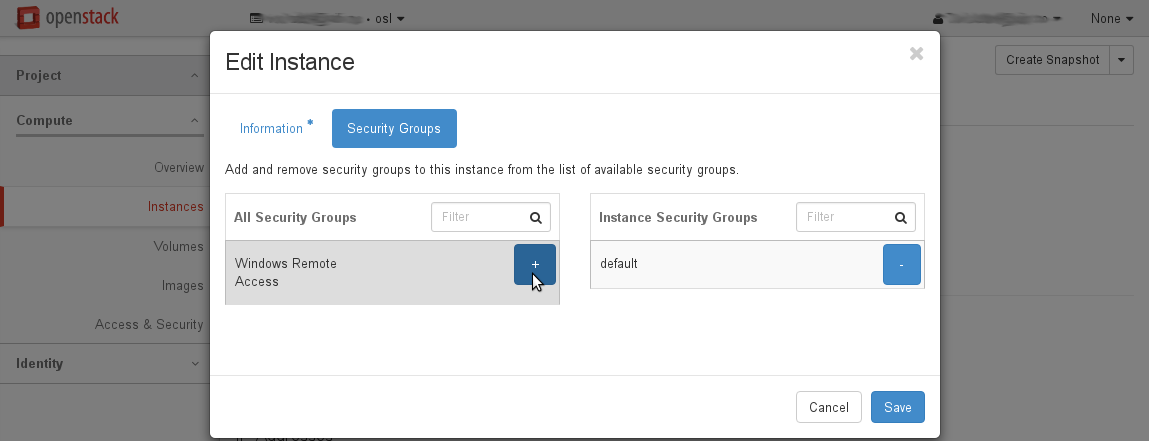 openstack
• osl
None
Create Snapshot
Project
Compute
Overview
Instances
Volumes
Images
Access & Security
Identity
Edit Instance
Information *
Security Groups
Add and remove security groups to this instance from the list of available security groups.
All Security Groups
Filter
Windows Remote
Access
+
Instance Security Groups
Filter
default
-
Cancel
Save